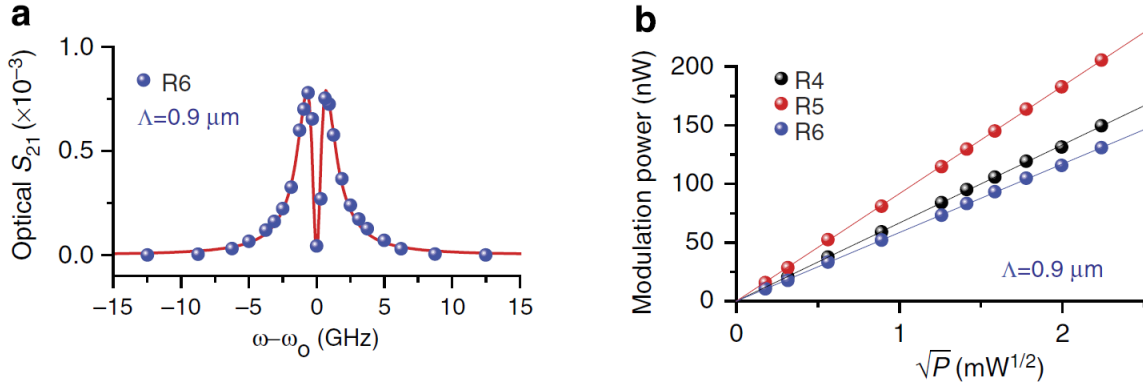 a
Optical S21 (×10−3)
1.0
0.5
0.0
R6
Λ=0.9 μm
−15 −10 −5 0 5 10 15
ω−ωo (GHz)
b
Modulation power (nW)
200
150
100
50
0
R4
R5
R6
Λ=0.9 μm
0 1 2
√P (mW1/2)